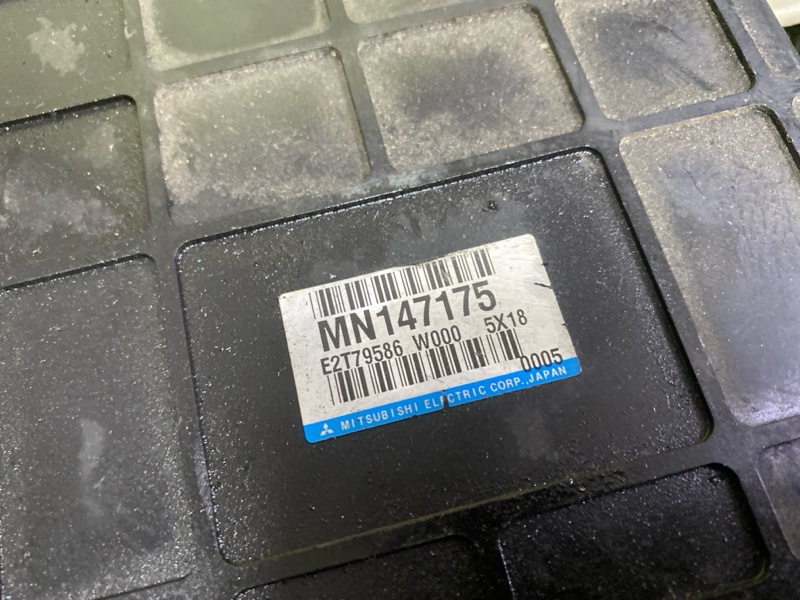 MN147175
E2T79586 W000 5X18
0005
MITSUBISHI ELECTRIC CORP., JAPAN